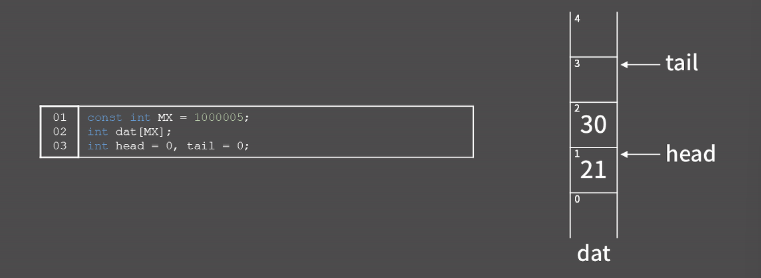 01 const int MX = 1000005;
02 int dat[MX];
03 int head = 0, tail = 0;
4
3
tail
2
30
1
head
21
0
dat